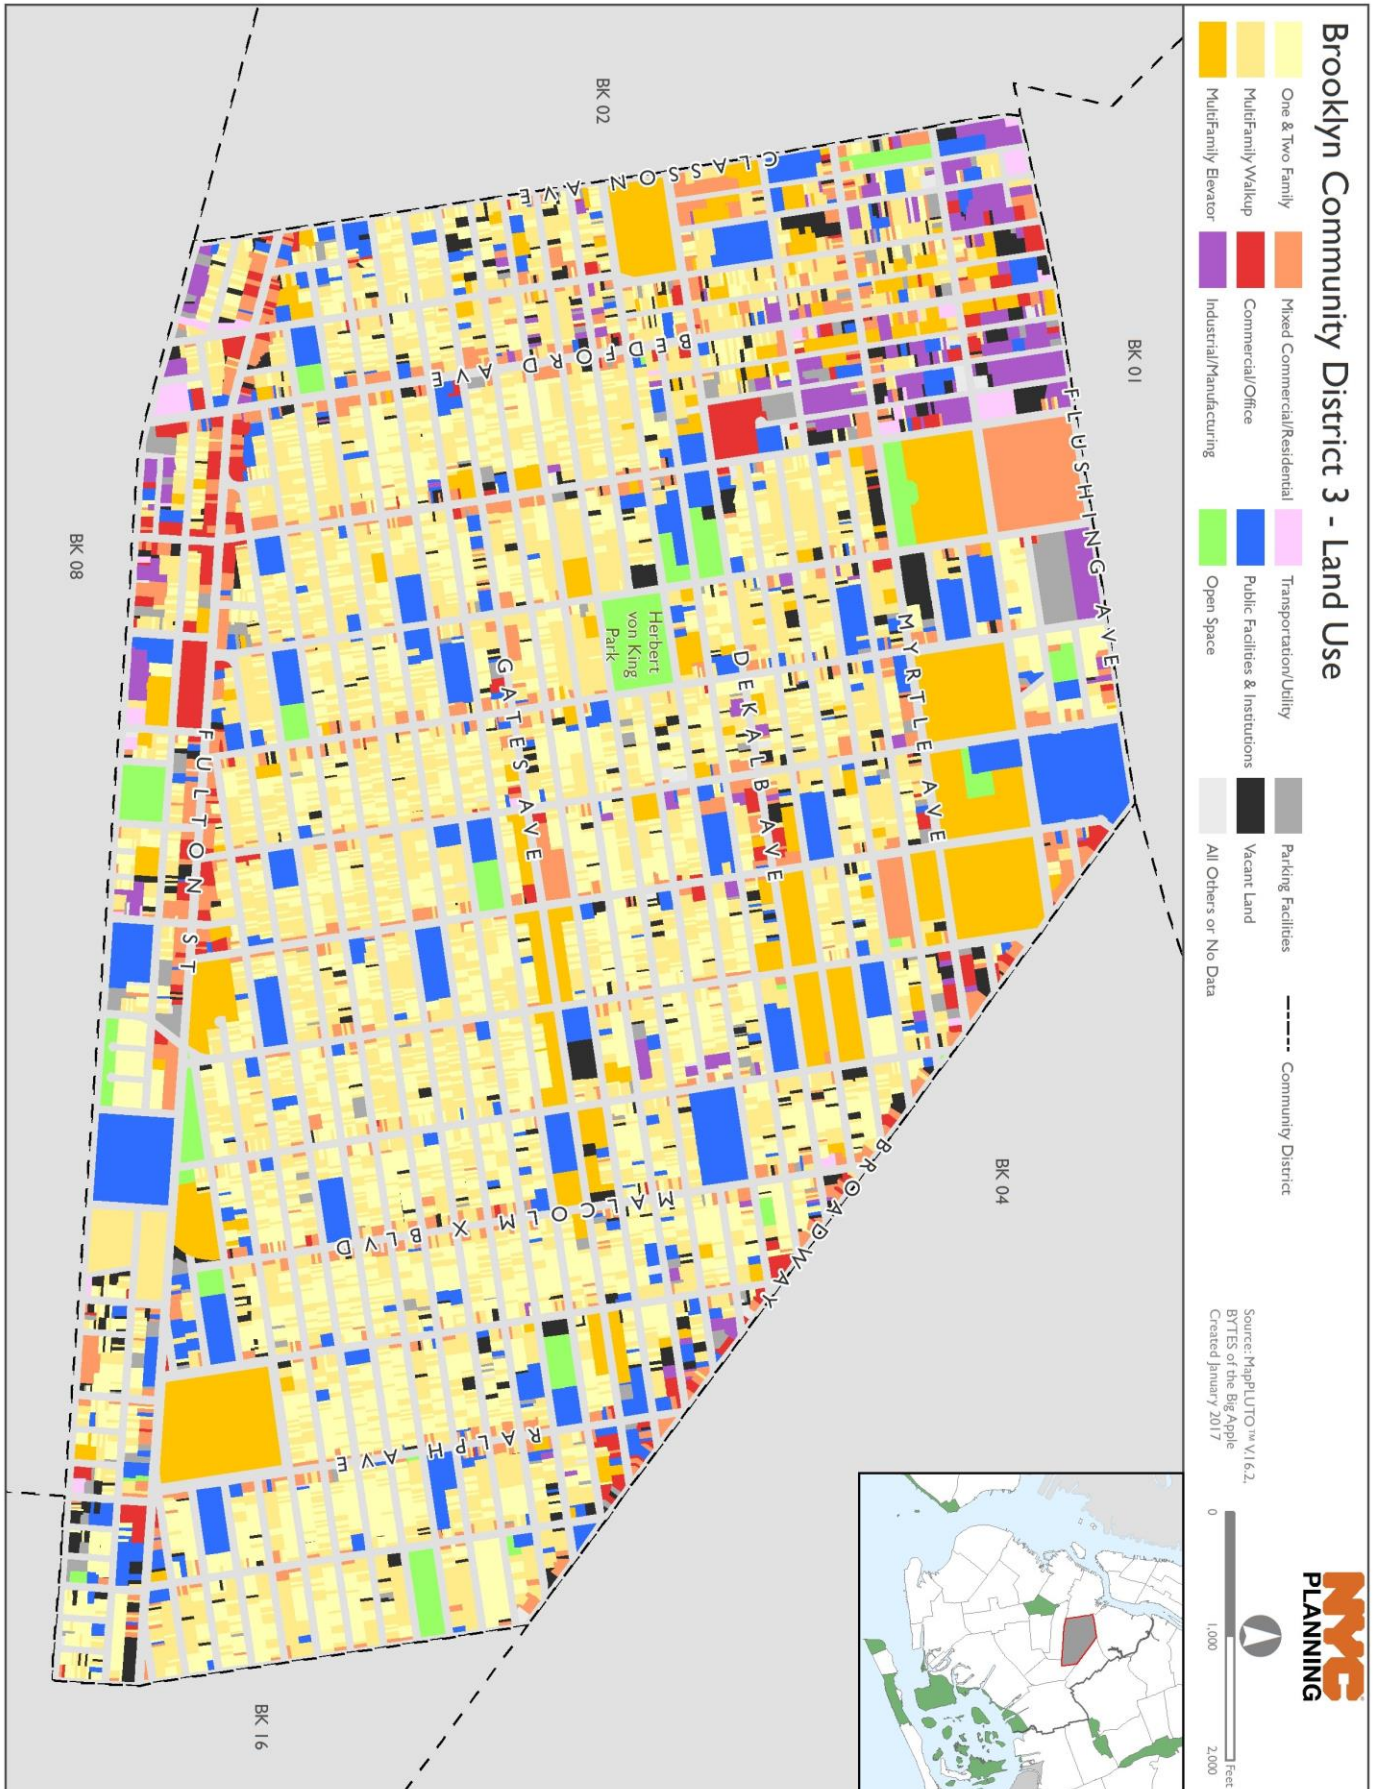 Brooklyn Community District 3 - Land Use
One & Two Family
MultiFamily Walkup
MultiFamily Elevator
Mixed Commercial/Residential
Commercial/Office
Industrial/Manufacturing
Transportation/Utility
Public Facilities & Institutions
Open Space
Parking Facilities
Vacant Land
All Others or No Data
Community District
Source: MapPLUTO™ V.16.2,
BYTES of the Big Apple
Created January 2017
NYC
PLANNING
0 1,000 2,000
Feet
BK 01
BK 02
BK 04
BK 08
BK 16
FLUSHING AVE
CLASSON AVE
BEDFORD AVE
MYRTLE AVE
DEKALB AVE
Herbert
von King
Park
GATES AVE
BROADWAY
MALCOLM X BLVD
FULTON ST
RALPH AVE